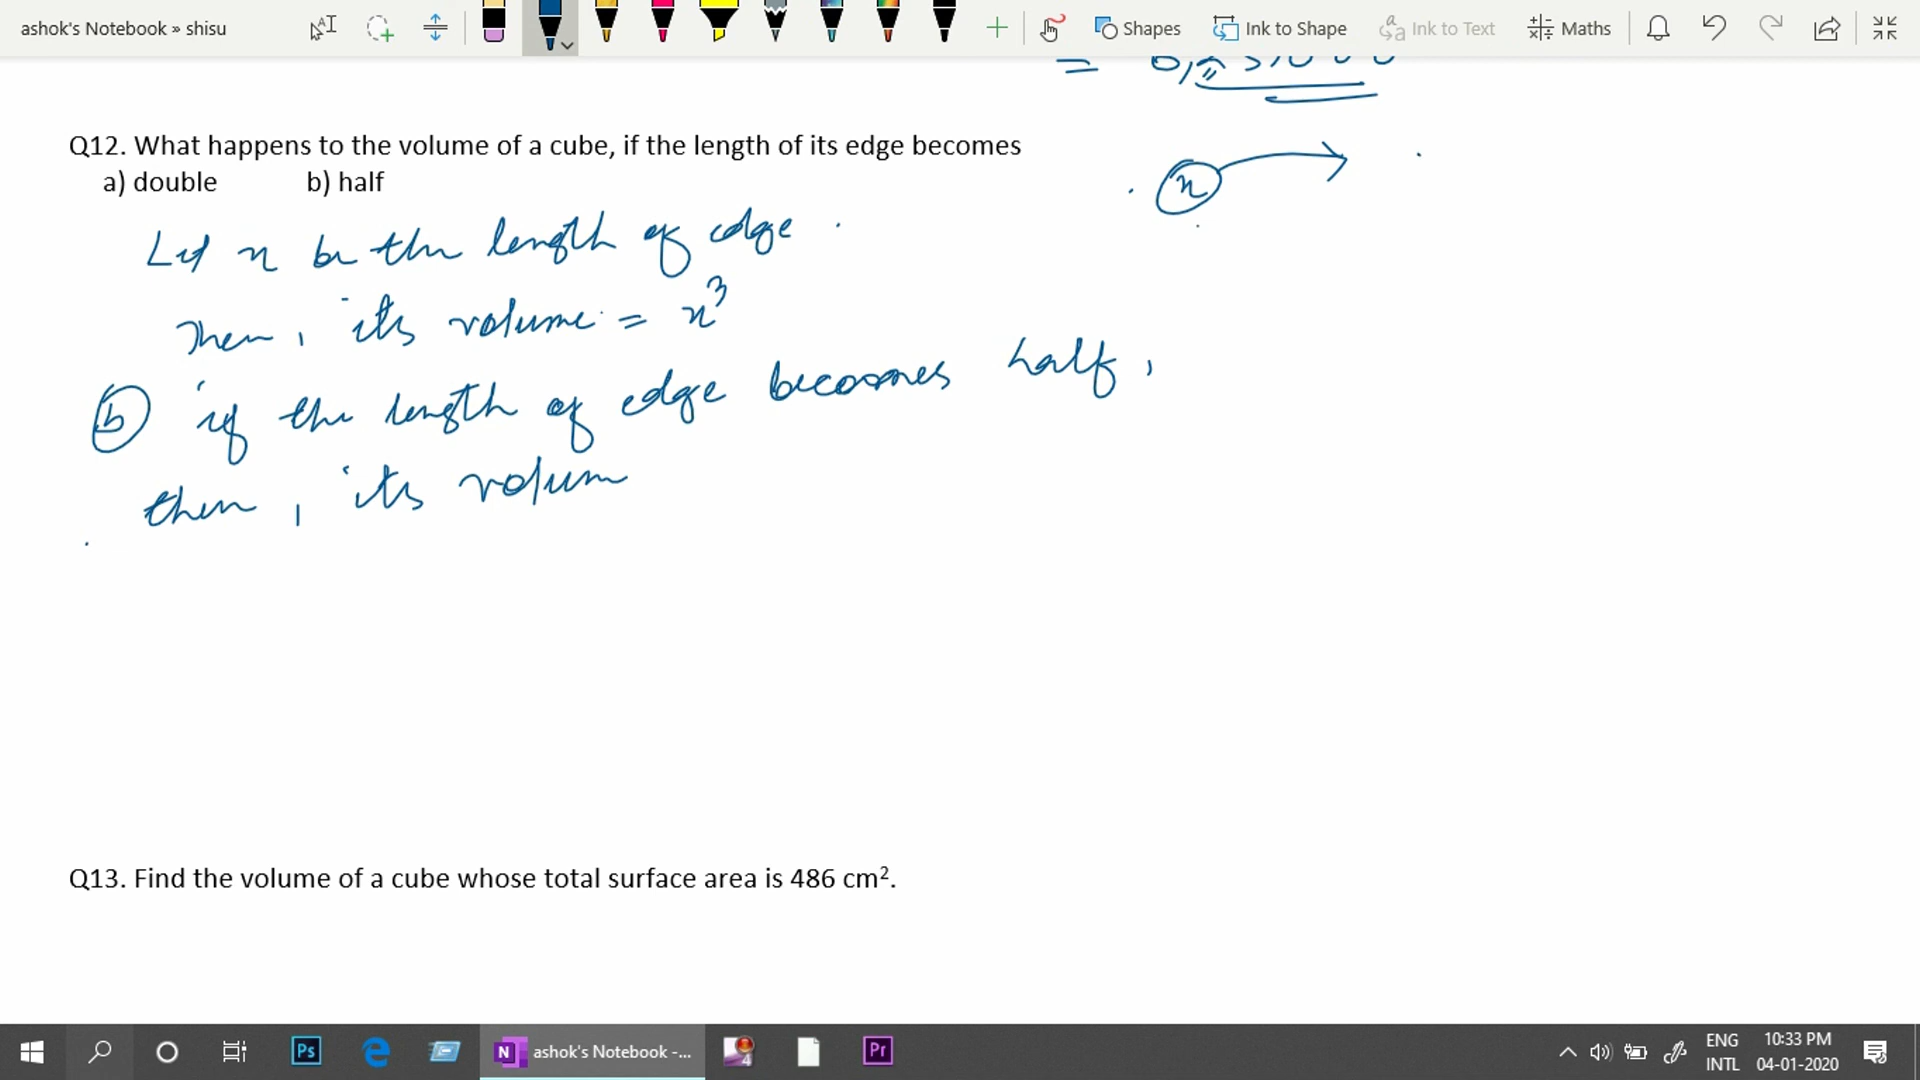 ashok's Notebook » shisu
Shapes
Ink to Shape
Ink to Text
Maths
Q12. What happens to the volume of a cube, if the length of its edge becomes
a) double b) half
x
Let x be the length of edge.
Then, its volume = x³
b if the length of edge becomes half,
then, its volum
Q13. Find the volume of a cube whose total surface area is 486 cm².
Ps
N ashok's Notebook -...
4
Pr
ENG 10:33 PM
INTL 04-01-2020